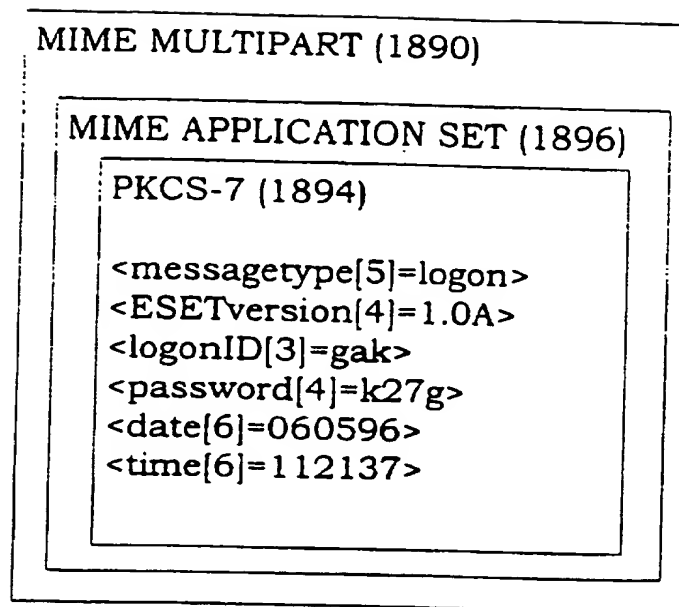 MIME MULTIPART (1890)
MIME APPLICATION SET (1896)
PKCS-7 (1894)
<messagetype[5]=logon>
<ESETversion[4]=1.0A>
<logonID[3]=gak>
<password[4]=k27g>
<date[6]=060596>
<time[6]=112137>